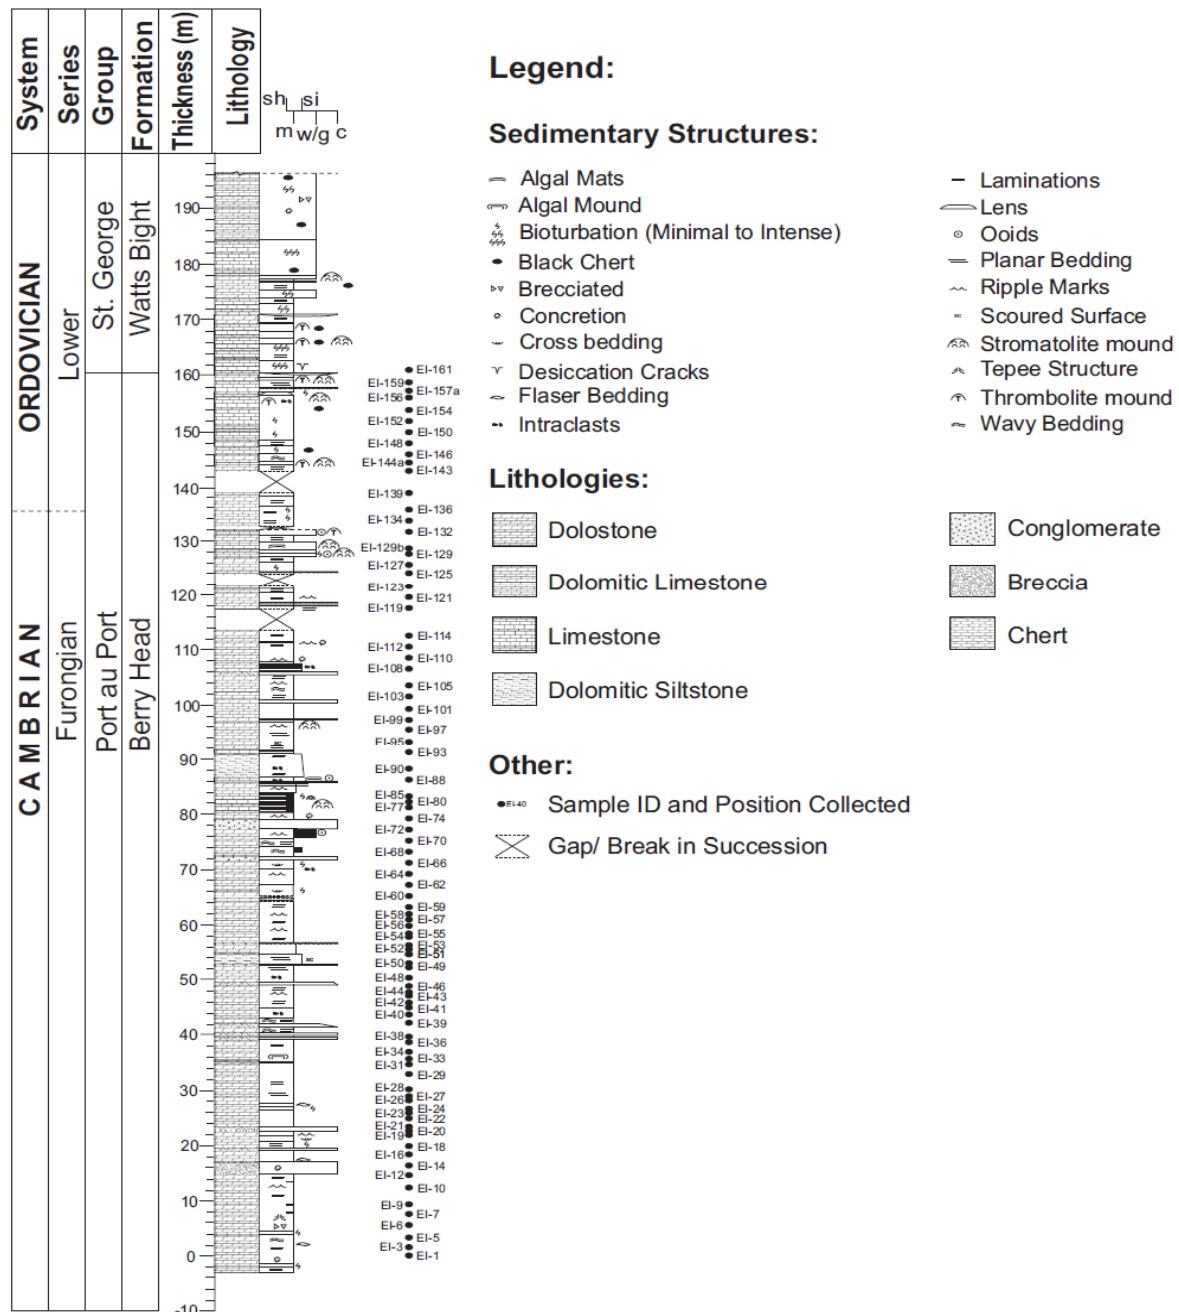 System
Series
Group
Formation
Thickness (m)
Lithology
sh si
m w/g c
ORDOVICIAN
CAMBRIAN
Lower
Furongian
St. George
Port au Port
Watts Bight
Berry Head
190
180
170
160
150
140
130
120
110
100
90
80
70
60
50
40
30
20
10
0
-10
EI-161
EI-159
EI-157a
EI-156
EI-154
EI-152
EI-150
EI-148
EI-146
EI-144a
EI-143
EI-139
EI-136
EI-134
EI-132
EI-129b
EI-129
EI-127
EI-125
EI-123
EI-121
EI-119
EI-114
EI-112
EI-110
EI-108
EI-105
EI-103
EI-101
EI-99
EI-97
EI-95
EI-93
EI-90
EI-88
EI-85
EI-80
EI-77
EI-74
EI-72
EI-70
EI-68
EI-66
EI-64
EI-62
EI-60
EI-59
EI-58
EI-57
EI-56
EI-55
EI-54
EI-53
EI-52
EI-51
EI-50
EI-49
EI-48
EI-46
EI-44
EI-43
EI-42
EI-41
EI-40
EI-39
EI-38
EI-36
EI-34
EI-33
EI-31
EI-29
EI-28
EI-27
EI-26
EI-24
EI-23
EI-22
EI-21
EI-20
EI-19
EI-18
EI-16
EI-14
EI-12
EI-10
EI-9
EI-7
EI-6
EI-5
EI-3
EI-1
Legend:
Sedimentary Structures:
Algal Mats
Algal Mound
Bioturbation (Minimal to Intense)
Black Chert
Brecciated
Concretion
Cross bedding
Desiccation Cracks
Flaser Bedding
Intraclasts
Laminations
Lens
Ooids
Planar Bedding
Ripple Marks
Scoured Surface
Stromatolite mound
Tepee Structure
Thrombolite mound
Wavy Bedding
Lithologies:
Dolostone
Dolomitic Limestone
Limestone
Dolomitic Siltstone
Conglomerate
Breccia
Chert
Other:
EI-40 Sample ID and Position Collected
Gap/ Break in Succession